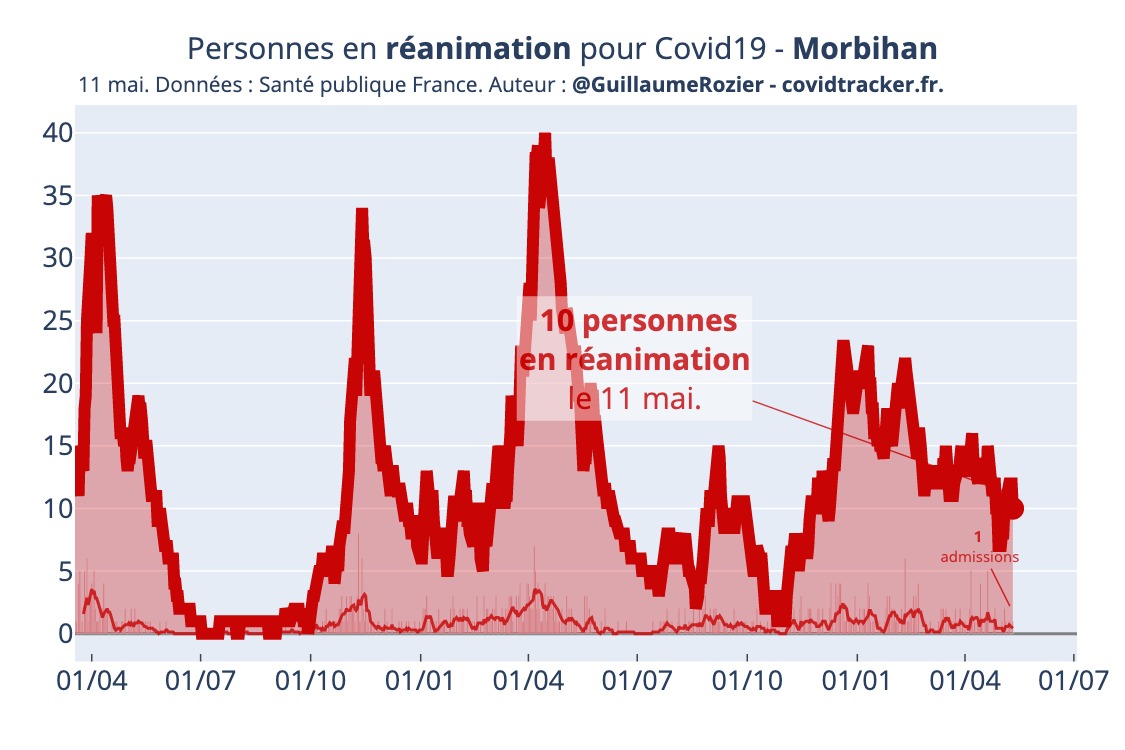 Personnes en réanimation pour Covid19 - Morbihan
11 mai. Données : Santé publique France. Auteur : @GuillaumeRozier - covidtracker.fr.
40
35
30
25
20
15
10
5
0
10 personnes
en réanimation
le 11 mai.
1
admissions
01/04 01/07 01/10 01/01 01/04 01/07 01/10 01/01 01/04 01/07